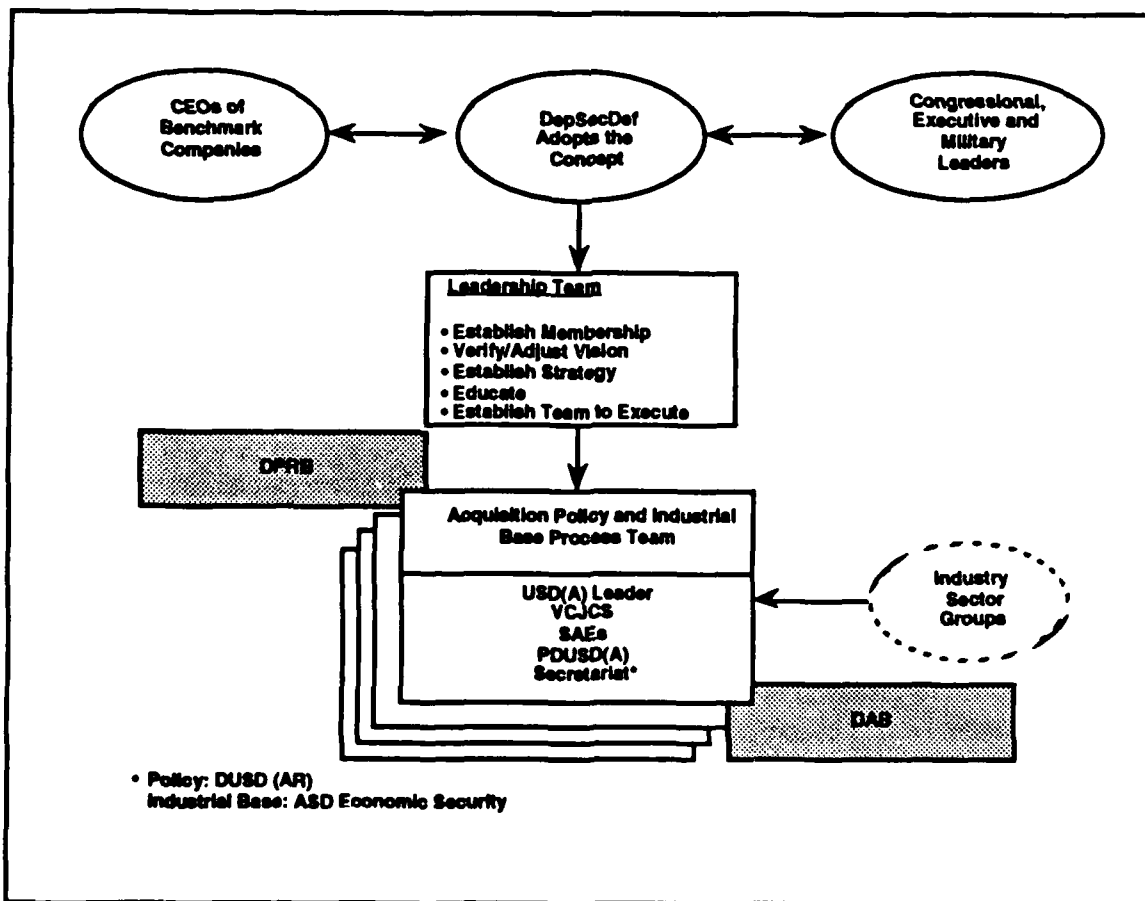 CEOs of
Benchmark
Companies
DepSecDef
Adopts the
Concept
Congressional,
Executive and
Military
Leaders
Leadership Team
• Establish Membership
• Verify/Adjust Vision
• Establish Strategy
• Educate
• Establish Team to Execute
DPRB
Acquisition Policy and Industrial
Base Process Team
USD(A) Leader
VCJCS
SAEs
PDUSD(A)
Secretariat*
Industry
Sector
Groups
DAB
* Policy: DUSD (AR)
Industrial Base: ASD Economic Security